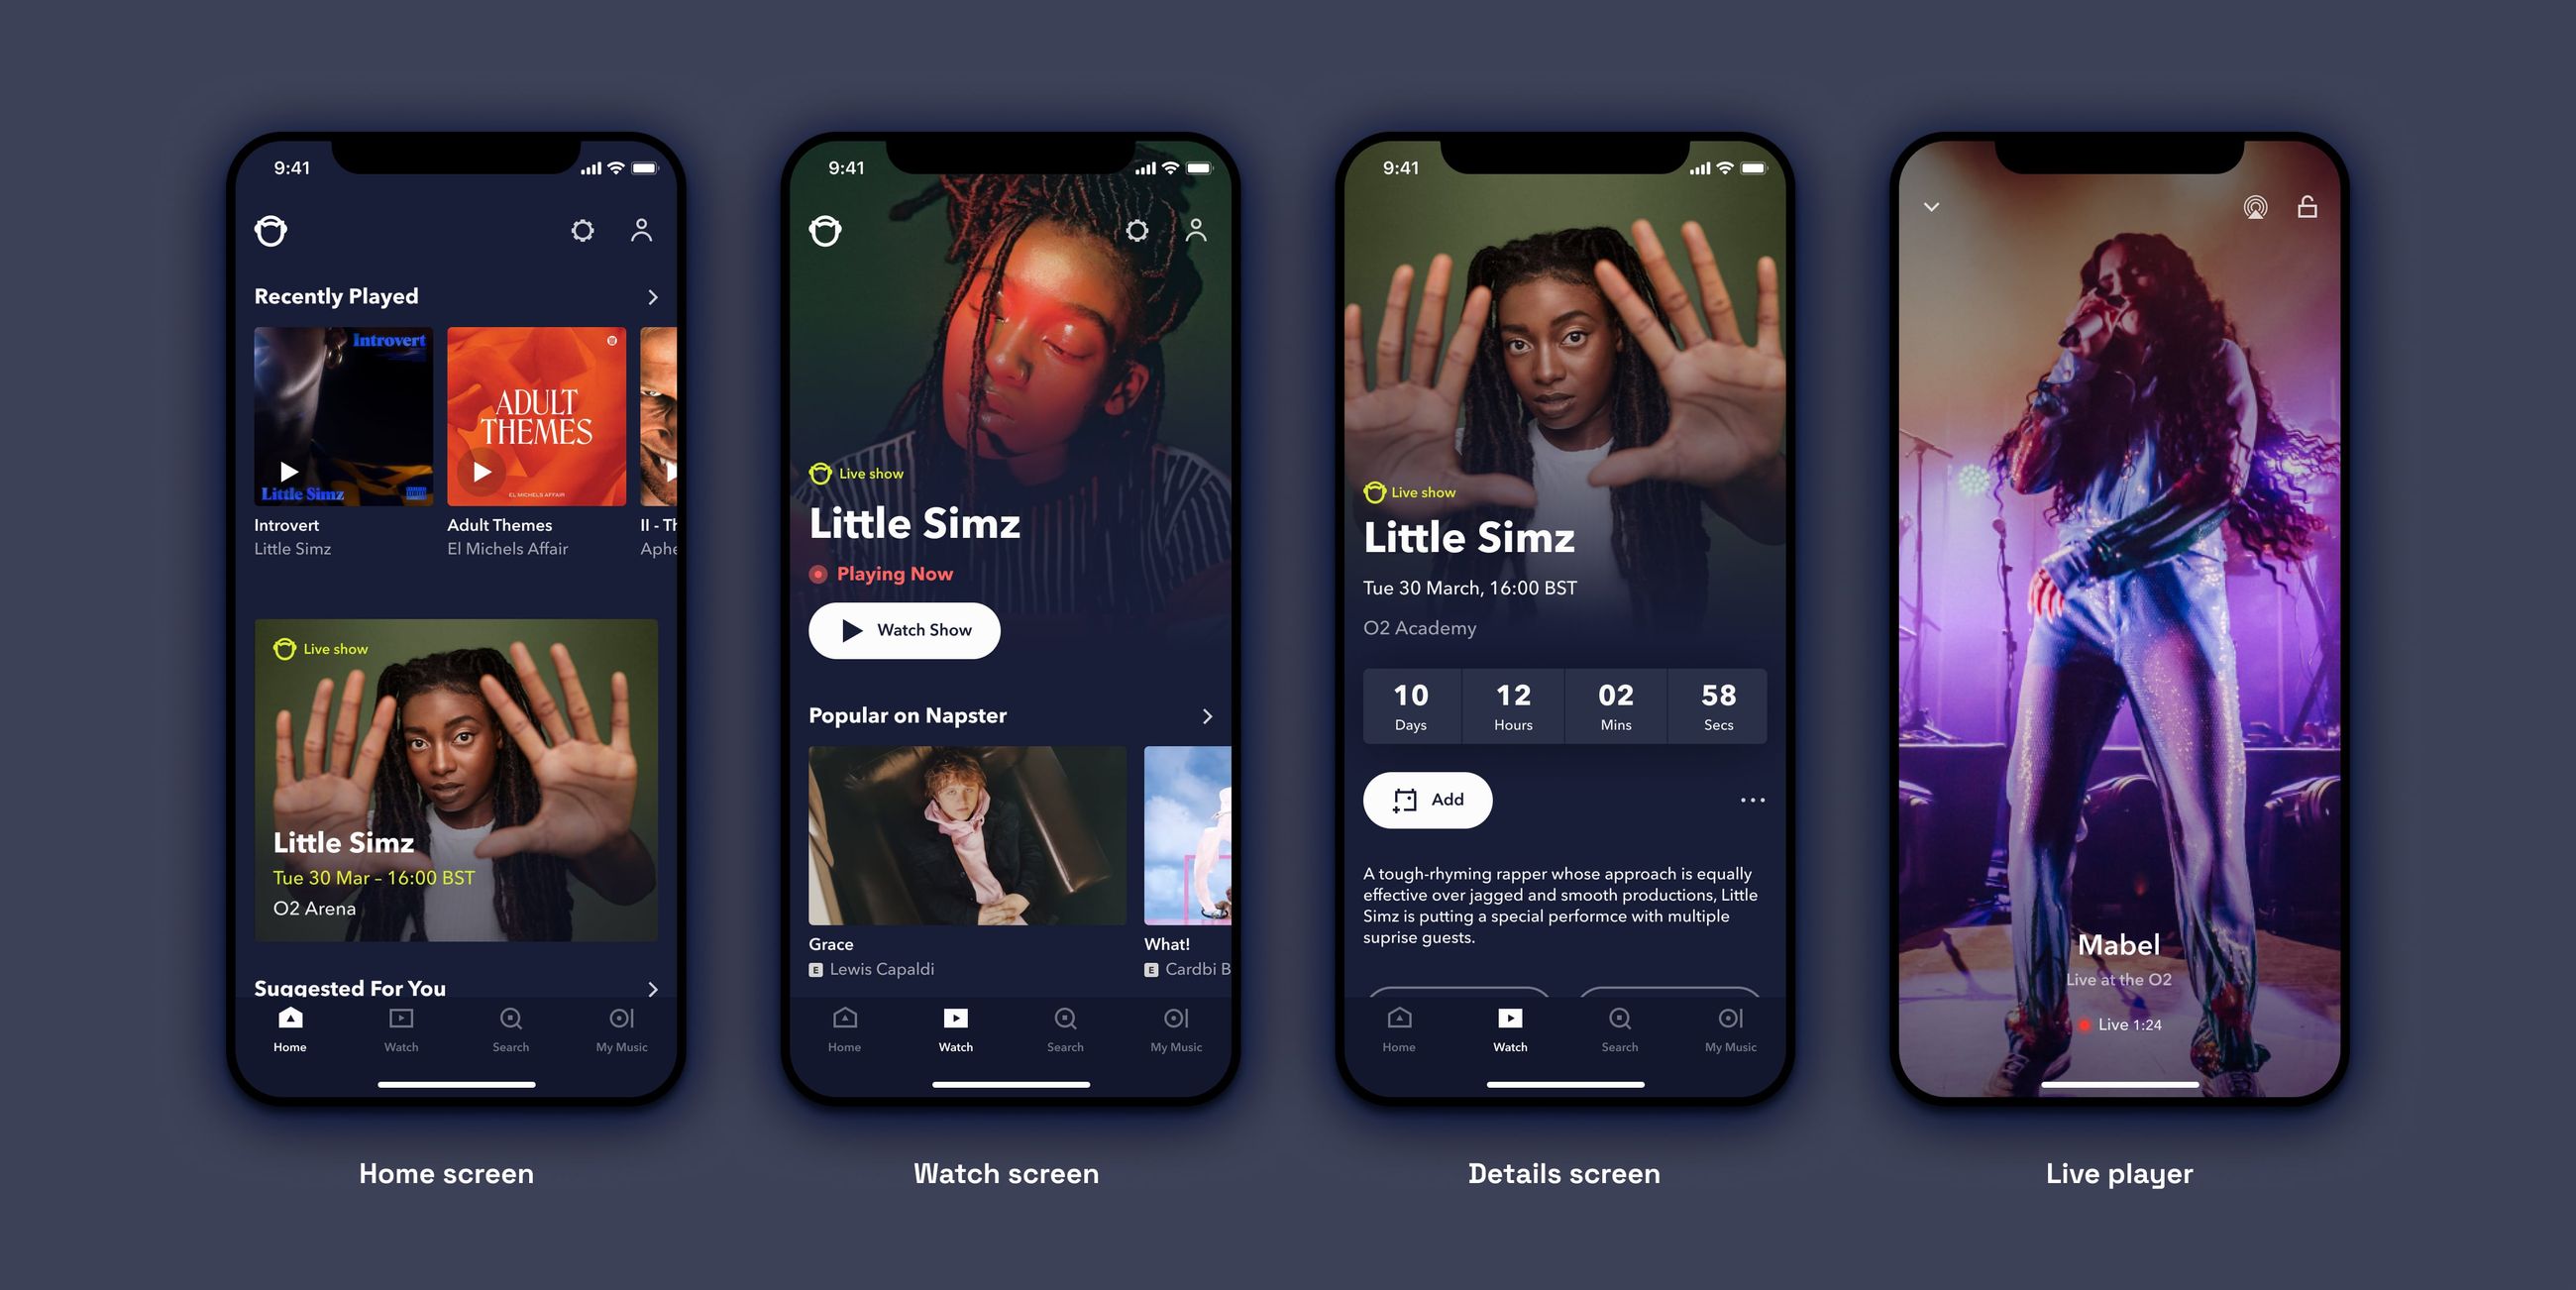 9:41
Recently Played
Introvert
Little Simz
ADULT
THEMES
EL MICHELS AFFAIR
Introvert
Little Simz
Adult Themes
El Michels Affair
II - Th
Aphe
Live show
Little Simz
Tue 30 Mar – 16:00 BST
O2 Arena
Suggested For You
Home
Watch
Search
My Music
Home screen
9:41
Live show
Little Simz
Playing Now
Watch Show
Popular on Napster
Grace
E Lewis Capaldi
What!
E Cardbi B
Home
Watch
Search
My Music
Watch screen
9:41
Live show
Little Simz
Tue 30 March, 16:00 BST
O2 Academy
10 12 02 58
Days Hours Mins Secs
Add
A tough-rhyming rapper whose approach is equally
effective over jagged and smooth productions, Little
Simz is putting a special performce with multiple
suprise guests.
Home
Watch
Search
My Music
Details screen
Mabel
Live at the O2
Live 1:24
Live player